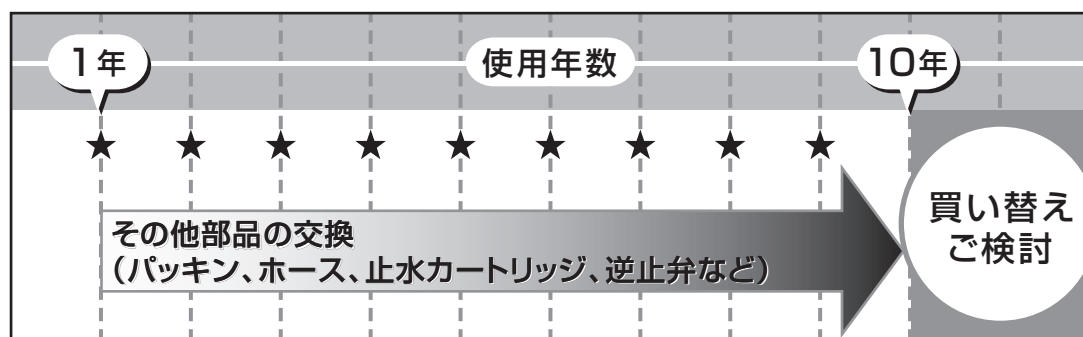 1年
使用年数
10年
★ ★ ★ ★ ★ ★ ★ ★ ★
その他部品の交換
(パッキン、ホース、止水カートリッジ、逆止弁など)
買い替え
ご検討